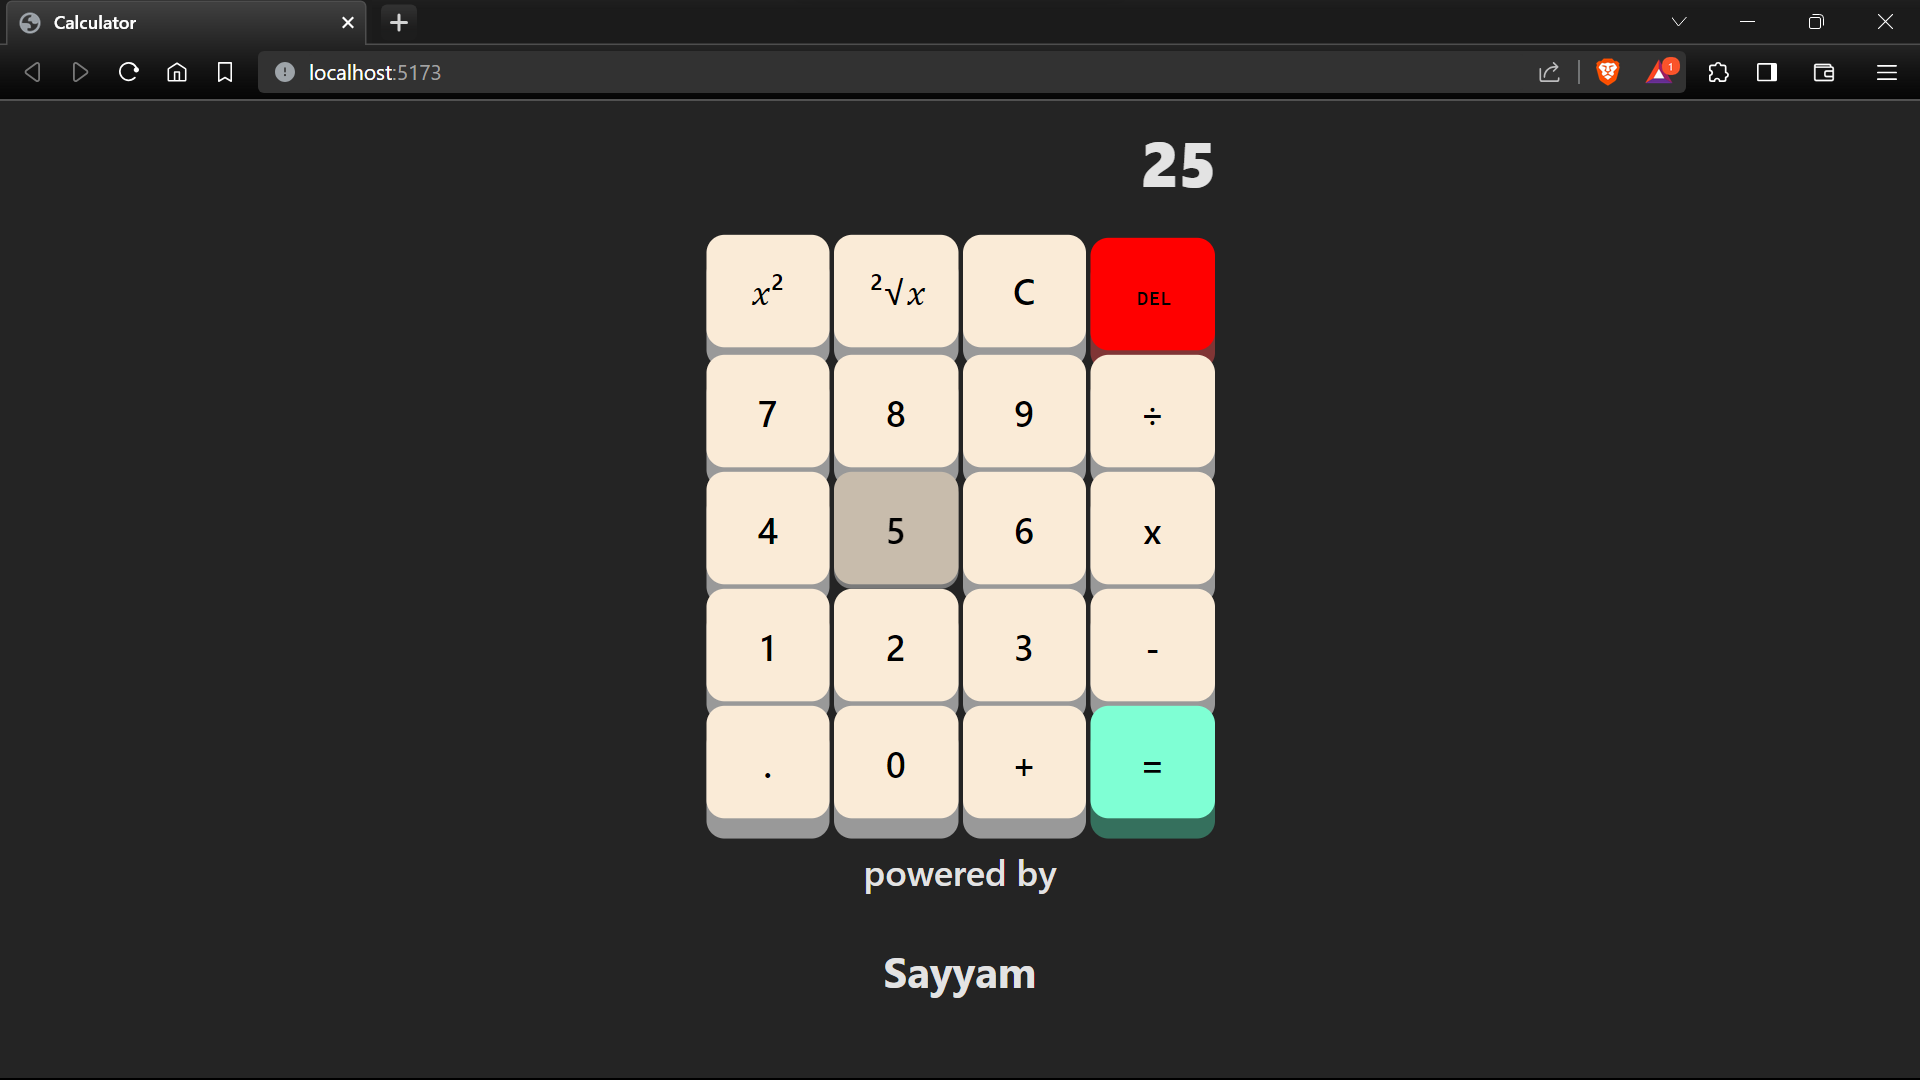 Calculator
localhost:5173
1
25
x²
²√x
C
DEL
7
8
9
÷
4
5
6
x
1
2
3
-
.
0
+
=
powered by
Sayyam